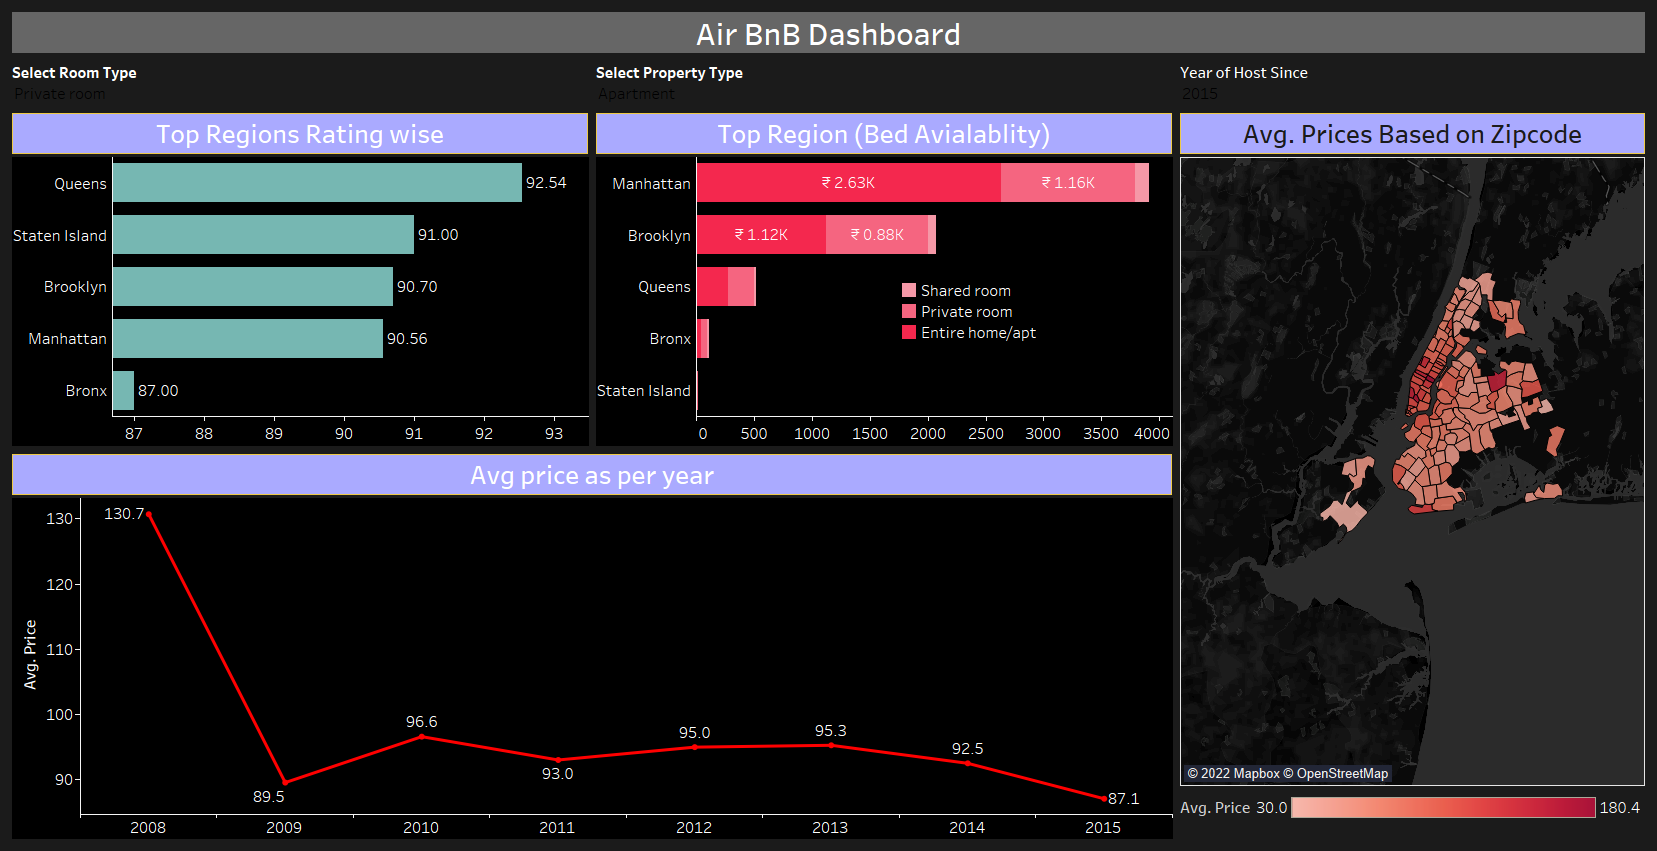 Air BnB Dashboard
Select Room Type
Private room
Select Property Type
Apartment
Year of Host Since
2015
Top Regions Rating wise
Queens 92.54
Staten Island 91.00
Brooklyn 90.70
Manhattan 90.56
Bronx 87.00
87 88 89 90 91 92 93
Top Region (Bed Avialablity)
Manhattan ₹ 2.63K ₹ 1.16K
Brooklyn ₹ 1.12K ₹ 0.88K
Queens
Bronx
Staten Island
Shared room
Private room
Entire home/apt
0 500 1000 1500 2000 2500 3000 3500 4000
Avg. Prices Based on Zipcode
© 2022 Mapbox © OpenStreetMap
Avg. Price 30.0 180.4
Avg price as per year
Avg. Price
130
120
110
100
90
130.7
89.5
96.6
93.0
95.0
95.3
92.5
87.1
2008 2009 2010 2011 2012 2013 2014 2015